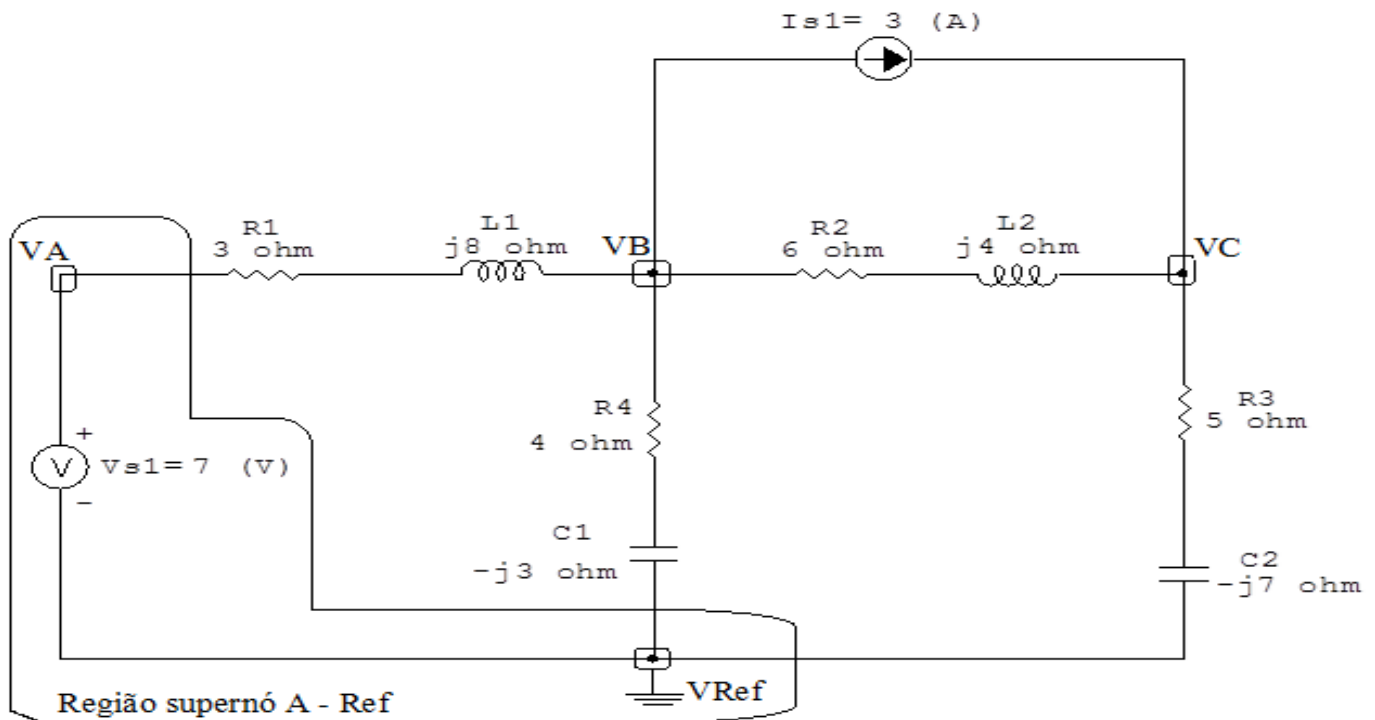 Is1= 3 (A)
R1
3 ohm
L1
j8 ohm
R2
6 ohm
L2
j4 ohm
VA
VB
VC
R4
4 ohm
R3
5 ohm
+
V
Vs1= 7 (V)
-
C1
-j3 ohm
C2
-j7 ohm
VRef
Região supernó A - Ref